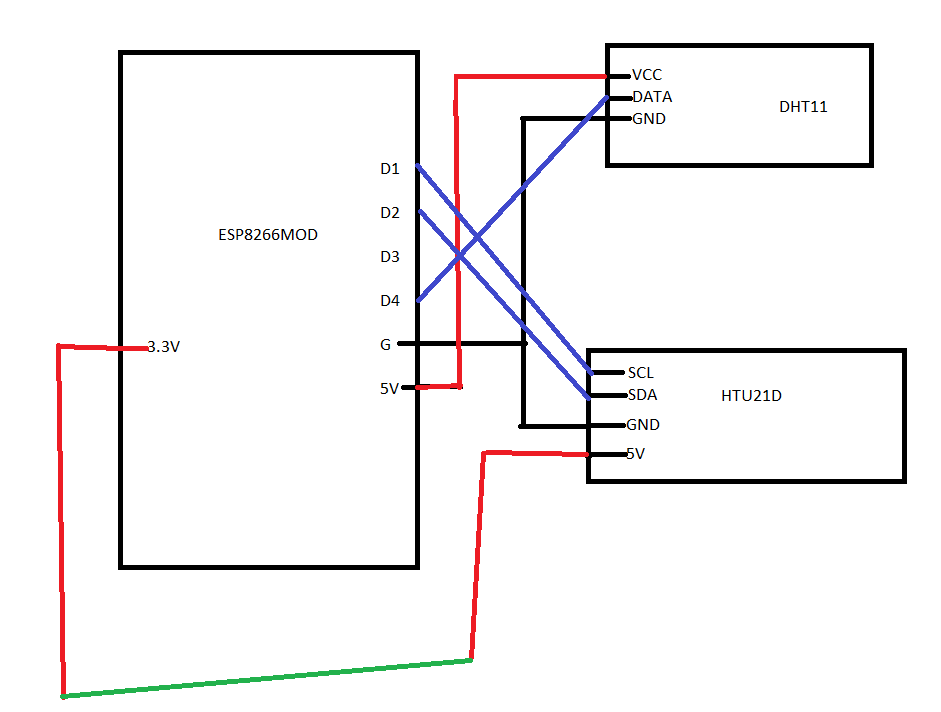 ESP8266MOD
D1
D2
D3
D4
3.3V
G
5V
VCC
DATA
GND
DHT11
SCL
SDA
GND
5V
HTU21D